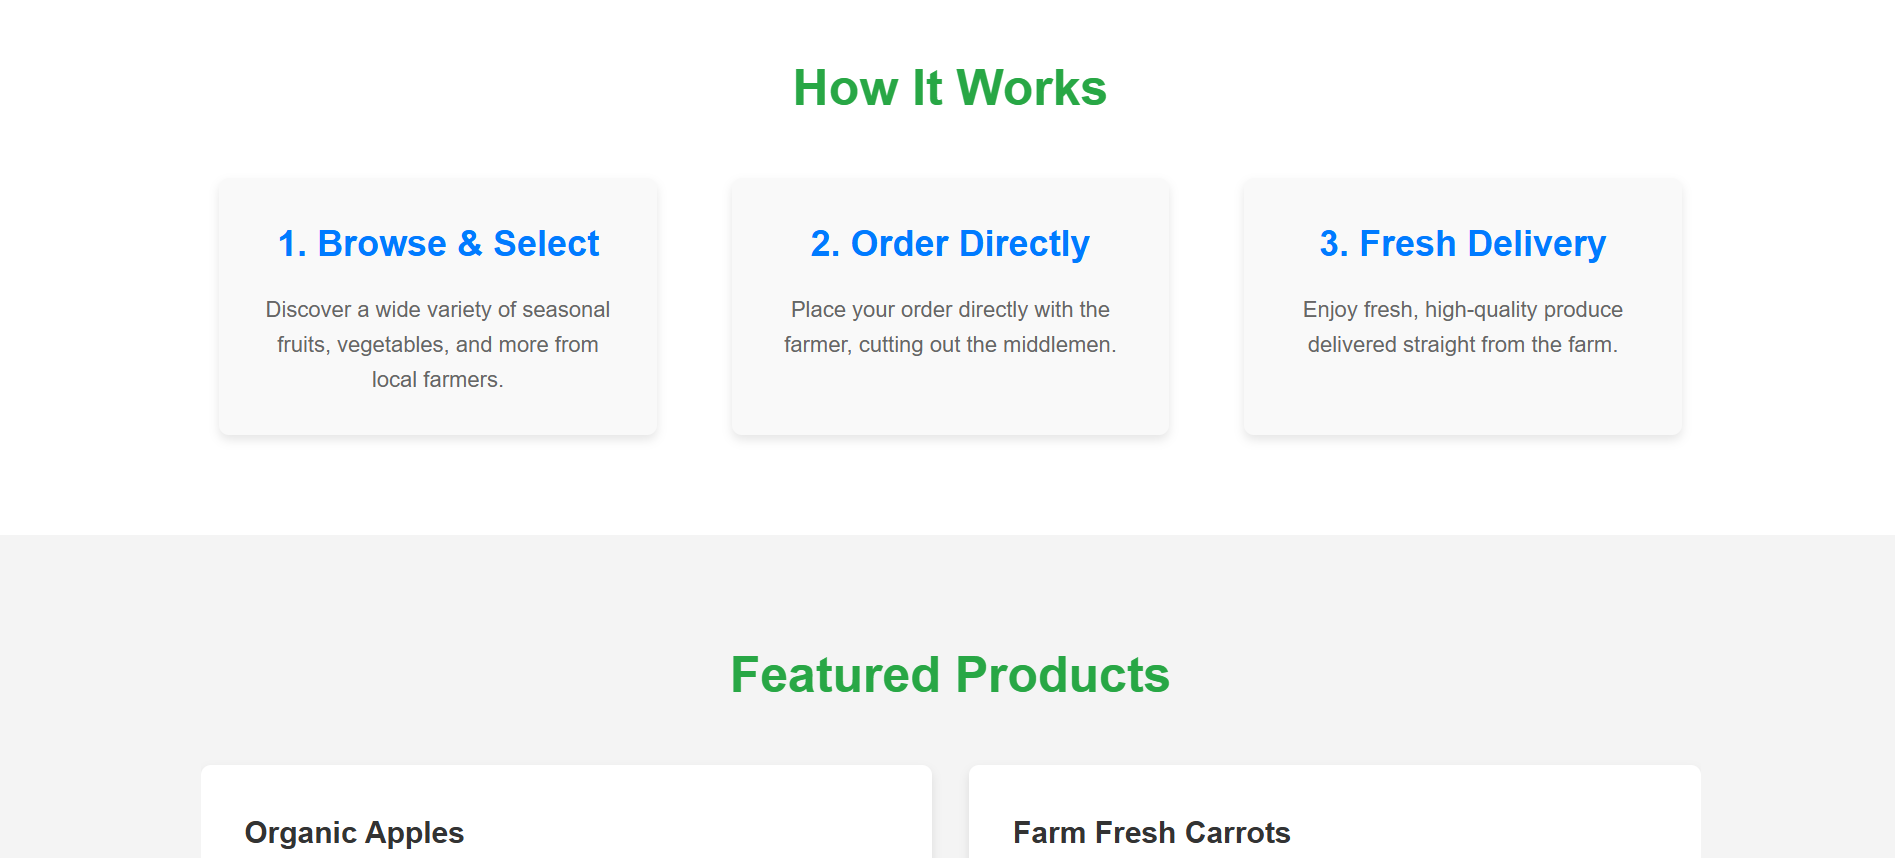 How It Works
1. Browse & Select
Discover a wide variety of seasonal
fruits, vegetables, and more from
local farmers.
2. Order Directly
Place your order directly with the
farmer, cutting out the middlemen.
3. Fresh Delivery
Enjoy fresh, high-quality produce
delivered straight from the farm.
Featured Products
Organic Apples
Farm Fresh Carrots